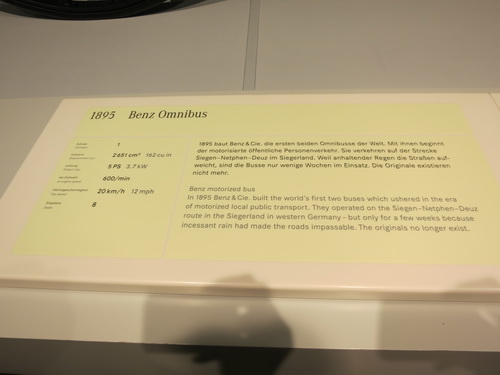 1895 Benz Omnibus
1
2651 cm³ 162 cu in
5 PS 3,7 kW
600/min
20 km/h 12 mph
8
1895 baut Benz & Cie. die ersten beiden Omnibusse der Welt. Mit ihnen beginnt
der motorisierte öffentliche Personenverkehr. Sie verkehren auf der Strecke
Siegen–Netphen–Deuz im Siegerland. Weil anhaltender Regen die Straßen auf-
weicht, sind die Busse nur wenige Wochen im Einsatz. Die Originale existieren
nicht mehr.
Benz motorized bus
In 1895 Benz & Cie. built the world's first two buses which ushered in the era
of motorized local public transport. They operated on the Siegen–Netphen–Deuz
route in the Siegerland in western Germany – but only for a few weeks because
incessant rain had made the roads impassable. The originals no longer exist.